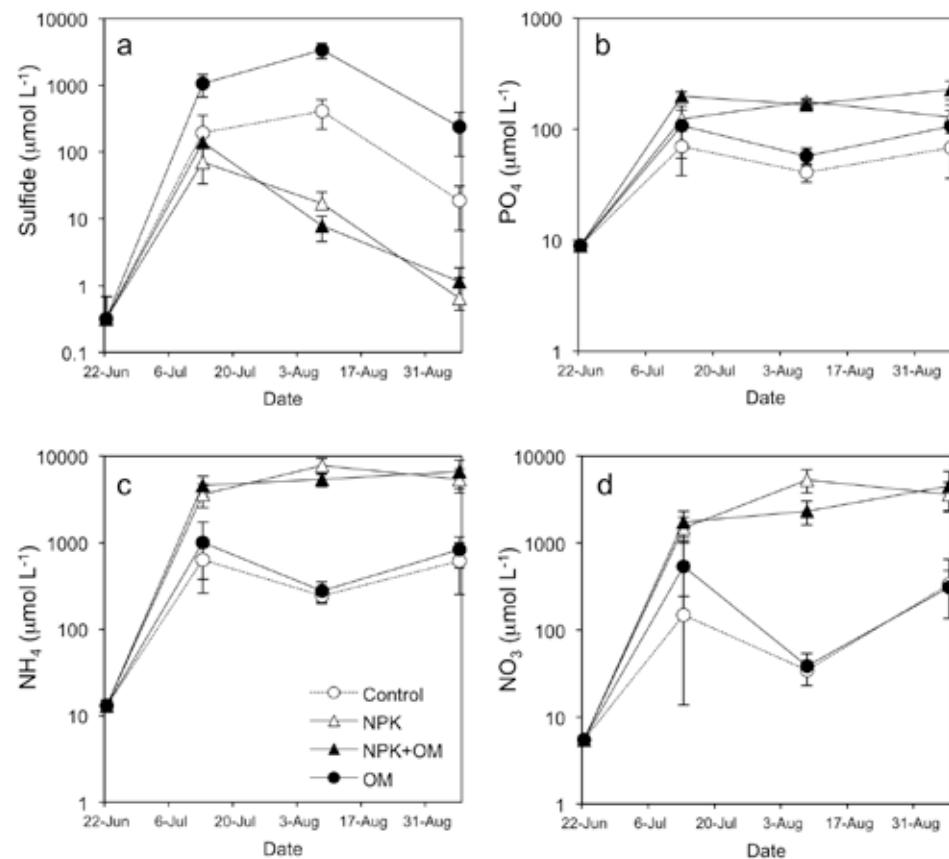 a
Sulfide (μmol L⁻¹)
10000
1000
100
10
1
0.1
22-Jun 6-Jul 20-Jul 3-Aug 17-Aug 31-Aug
Date
b
PO₄ (μmol L⁻¹)
1000
100
10
1
22-Jun 6-Jul 20-Jul 3-Aug 17-Aug 31-Aug
Date
c
NH₄ (μmol L⁻¹)
10000
1000
100
10
1
Control
NPK
NPK+OM
OM
22-Jun 6-Jul 20-Jul 3-Aug 17-Aug 31-Aug
Date
d
NO₃ (μmol L⁻¹)
10000
1000
100
10
1
22-Jun 6-Jul 20-Jul 3-Aug 17-Aug 31-Aug
Date